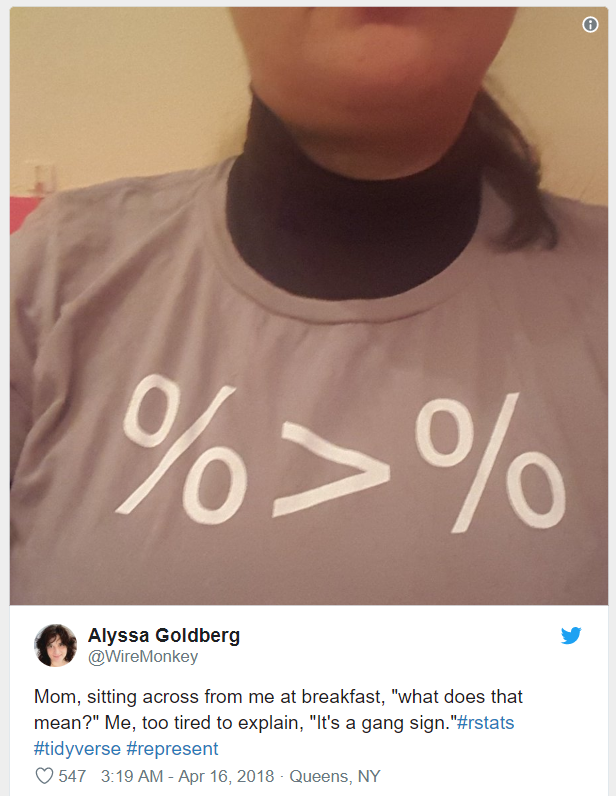 %>%
Alyssa Goldberg
@WireMonkey
Mom, sitting across from me at breakfast, "what does that
mean?" Me, too tired to explain, "It's a gang sign."#rstats
#tidyverse #represent
547 3:19 AM - Apr 16, 2018 · Queens, NY